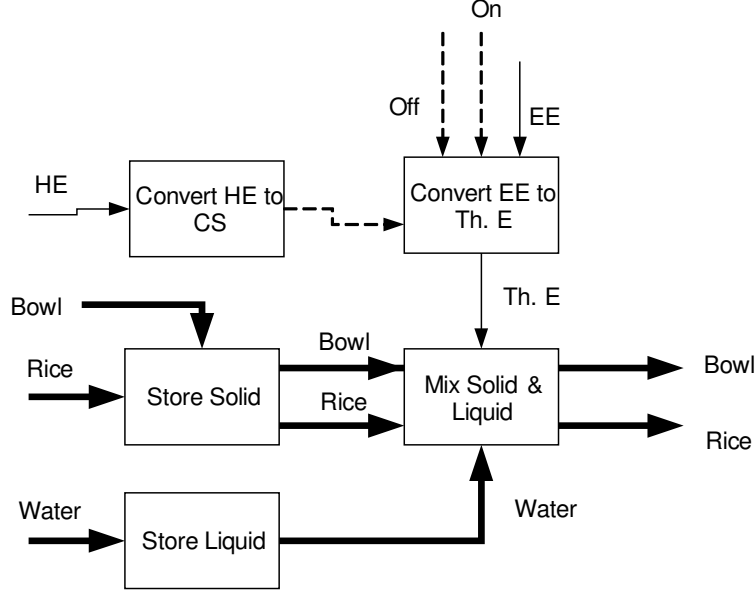 On
Off
EE
HE
Convert HE to
CS
Convert EE to
Th. E
Th. E
Bowl
Rice
Store Solid
Bowl
Rice
Mix Solid &
Liquid
Bowl
Rice
Water
Store Liquid
Water